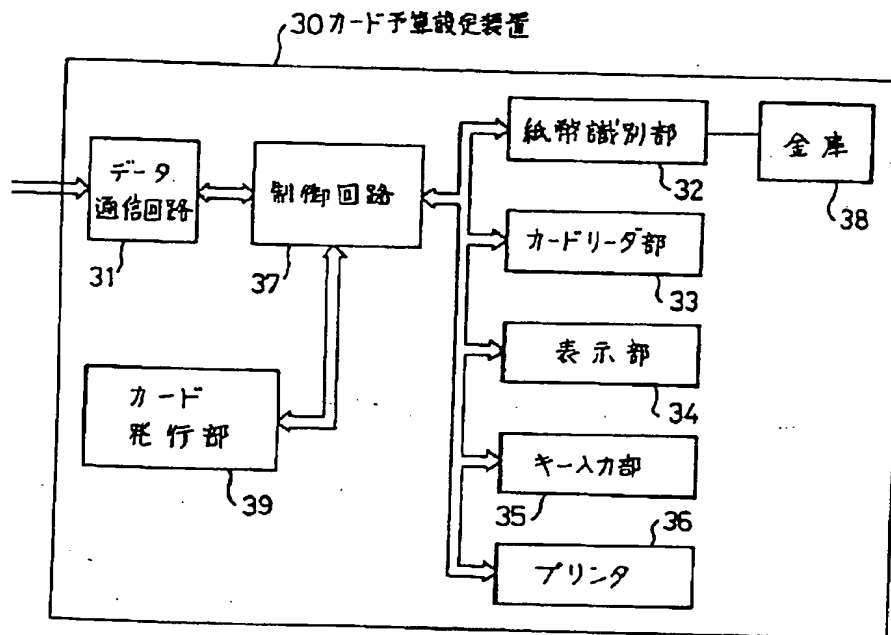 30カード予算設定装置
データ
通信回路
31
制御回路
37
紙幣識別部
32
金庫
38
カードリーダ部
33
表示部
34
カード
発行部
39
キー入力部
35
36
プリンタ